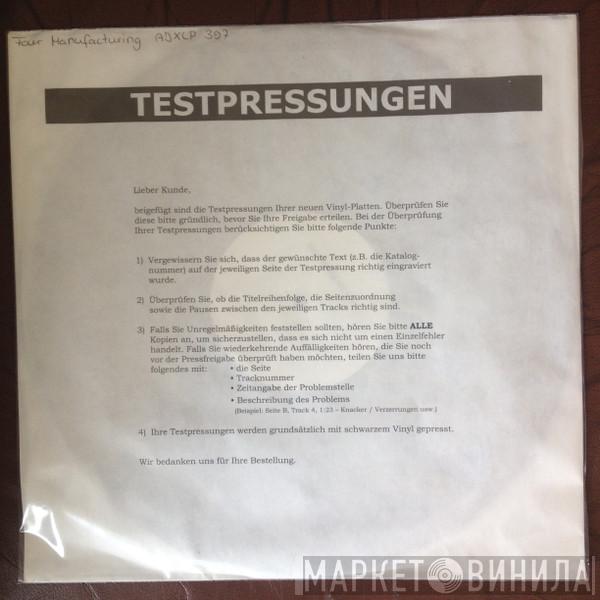 Four Manufacturing ADXLP 397
TESTPRESSUNGEN
Lieber Kunde,
beigefügt sind die Testpressungen Ihrer neuen Vinyl-Platten. Überprüfen Sie
diese bitte gründlich, bevor Sie Ihre Freigabe erteilen. Bei der Überprüfung
Ihrer Testpressungen berücksichtigen Sie bitte folgende Punkte:
1) Vergewissern Sie sich, dass der gewünschte Text (z.B. die Katalog-
nummer) auf der jeweiligen Seite der Testpressung richtig eingraviert
wurde.
2) Überprüfen Sie, ob die Titelreihenfolge, die Seitenzuordnung
sowie die Pausen zwischen den jeweiligen Tracks richtig sind.
3) Falls Sie Unregelmäßigkeiten feststellen sollten, hören Sie bitte ALLE
Kopien an, um sicherzustellen, dass es sich nicht um einen Einzelfehler
handelt. Falls Sie wiederkehrende Auffälligkeiten hören, die Sie noch
vor der Pressfreigabe überprüft haben möchten, teilen Sie uns bitte
folgendes mit: • die Seite
• Tracknummer
• Zeitangabe der Problemstelle
• Beschreibung des Problems
(Beispiel: Seite B, Track 4, 1:23 – Knacker / Verzerrungen usw.)
4) Ihre Testpressungen werden grundsätzlich mit schwarzem Vinyl gepresst.
Wir bedanken uns für Ihre Bestellung.
МАРКЕТ ВИНИЛА